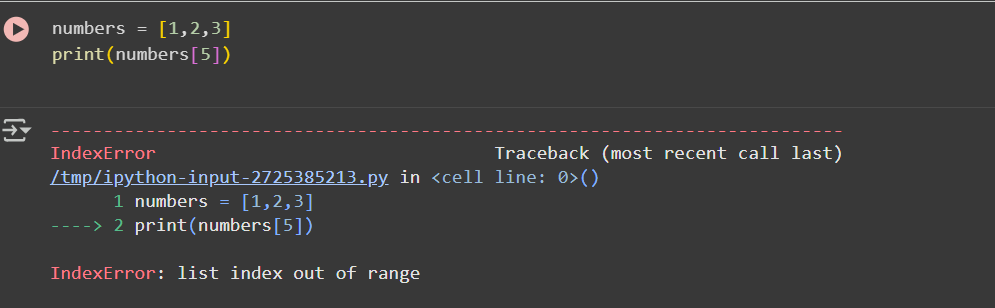 numbers = [1,2,3]
print(numbers[5])
---------------------------------------------------------------------------
IndexError                                Traceback (most recent call last)
/tmp/ipython-input-2725385213.py in <cell line: 0>()
      1 numbers = [1,2,3]
----> 2 print(numbers[5])
IndexError: list index out of range